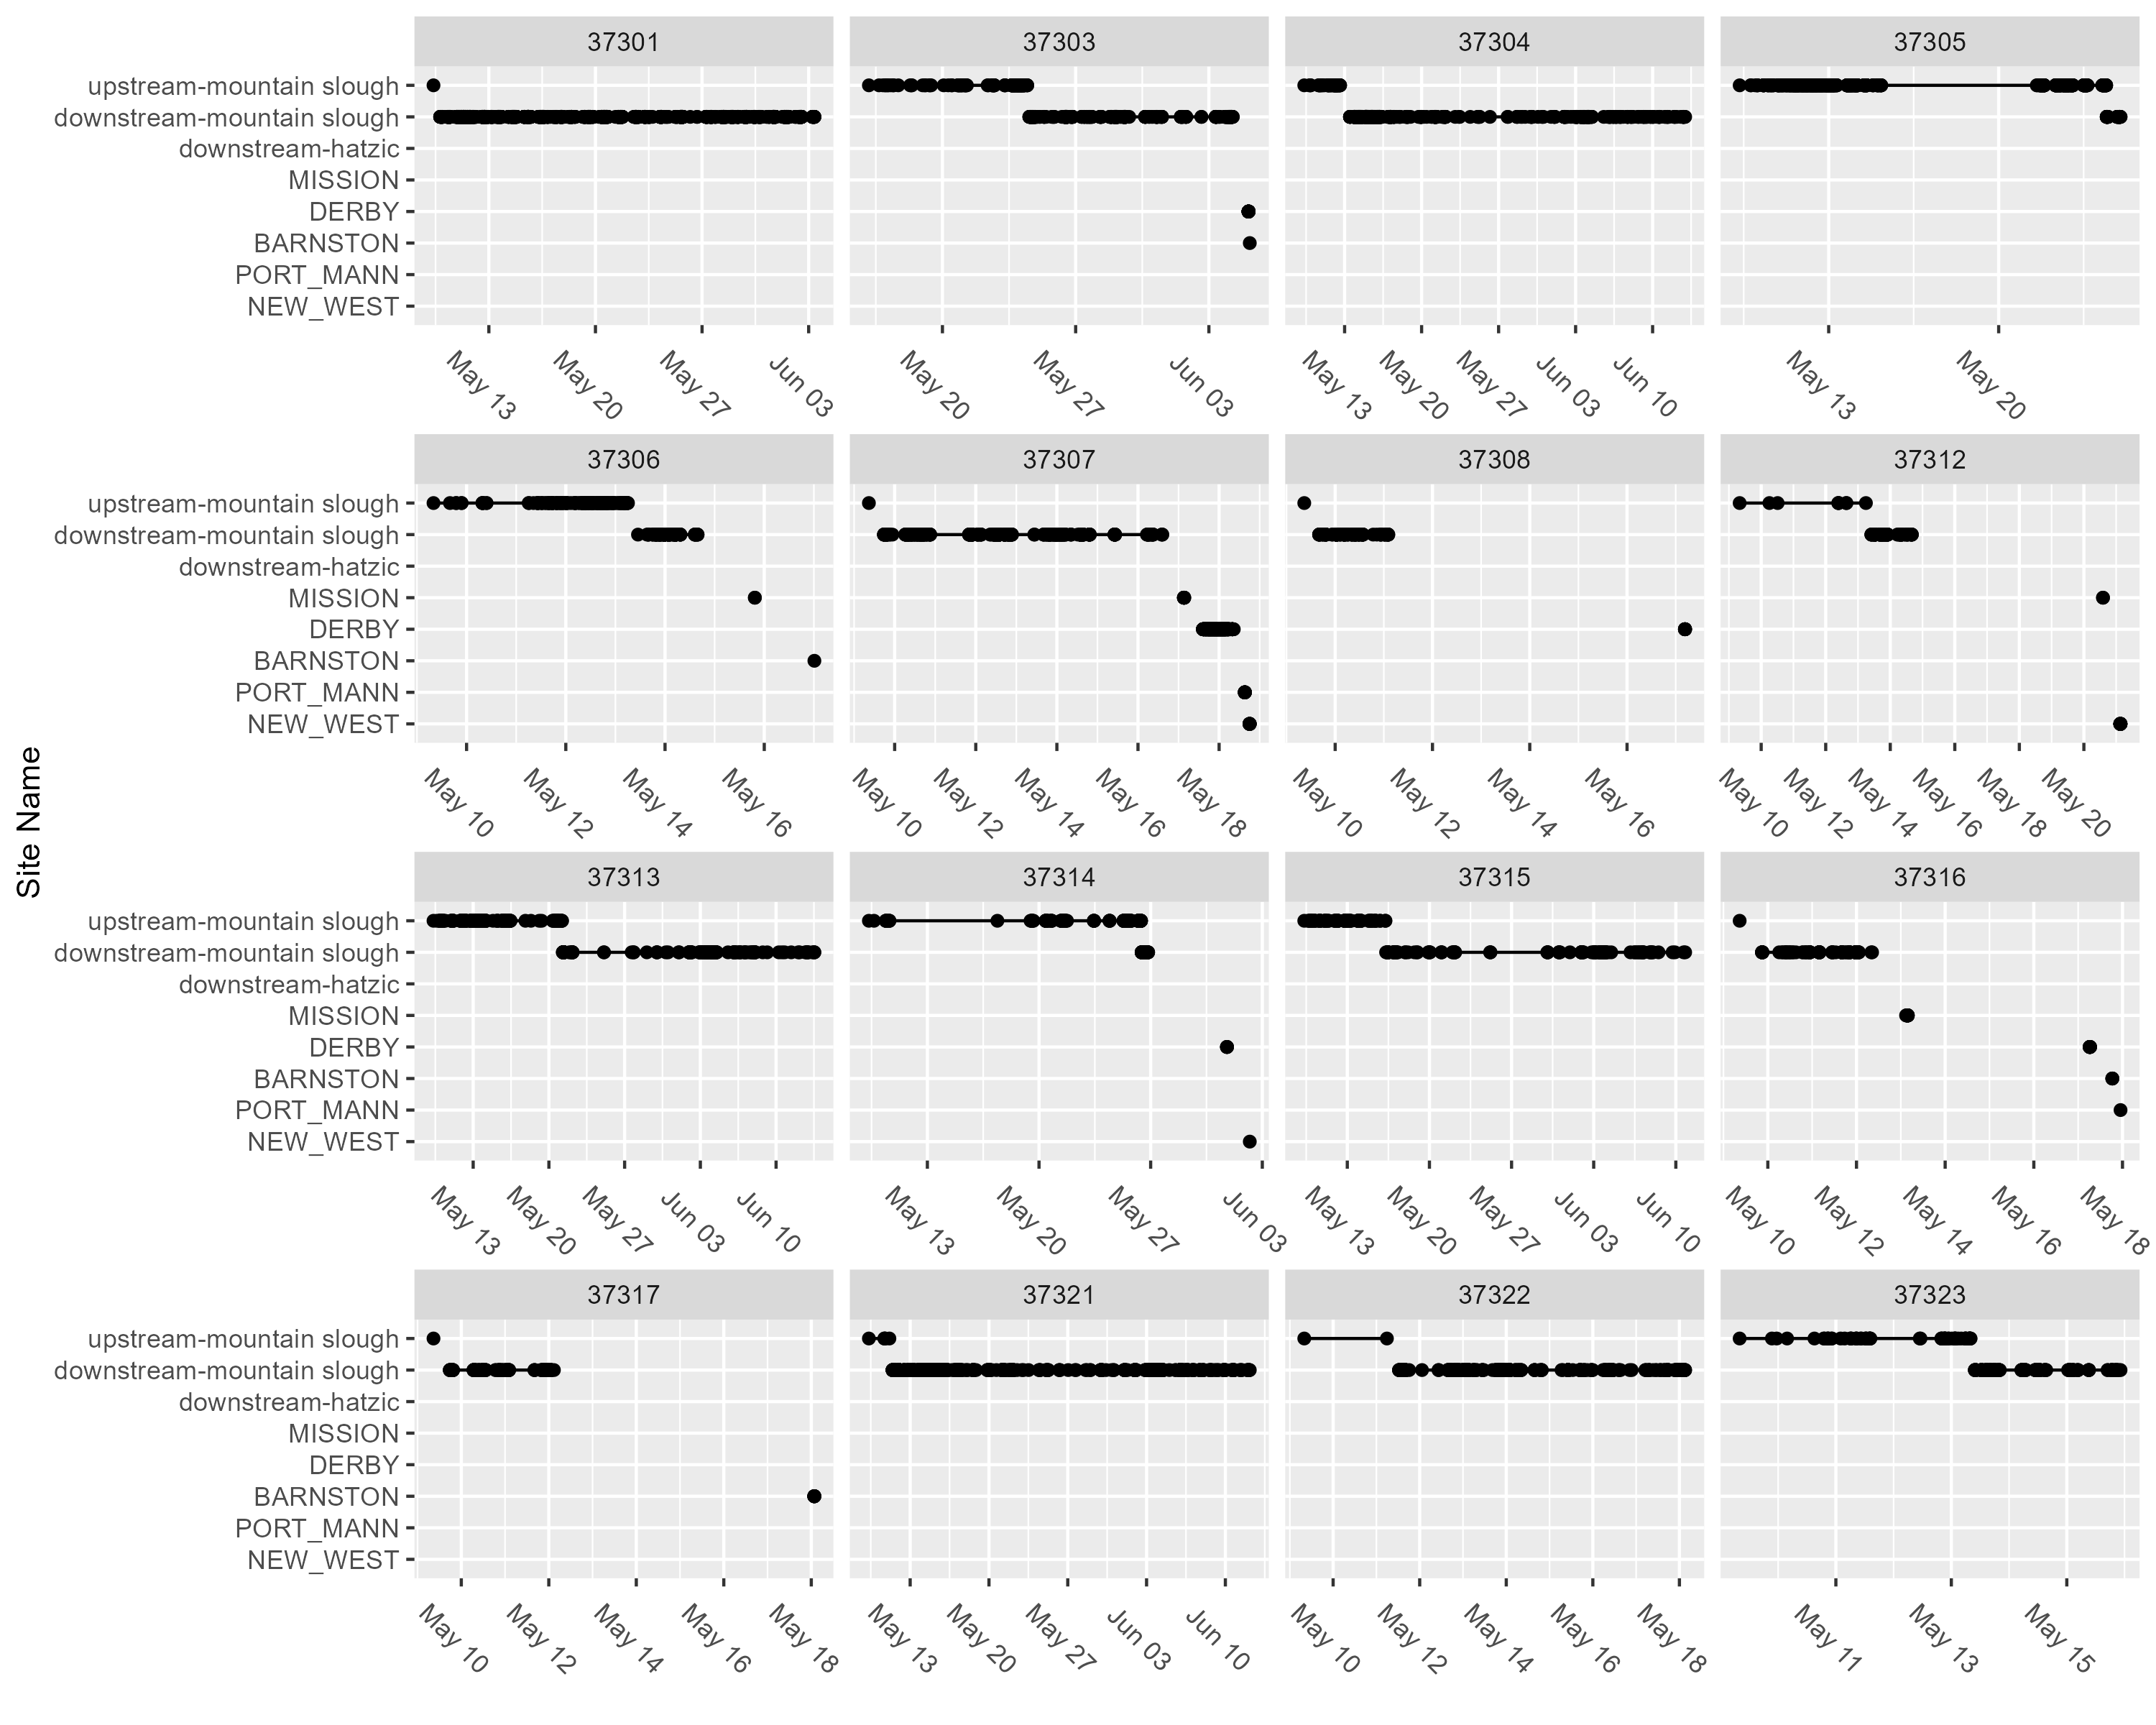 37301 37303 37304 37305
upstream-mountain slough
downstream-mountain slough
downstream-hatzic
MISSION
DERBY
BARNSTON
PORT_MANN
NEW_WEST
May 13 May 20 May 27 Jun 03 May 20 May 27 Jun 03 May 13 May 20 May 27 Jun 03 Jun 10 May 13 May 20
37306 37307 37308 37312
upstream-mountain slough
downstream-mountain slough
downstream-hatzic
MISSION
DERBY
BARNSTON
PORT_MANN
NEW_WEST
May 10 May 12 May 14 May 16 May 10 May 12 May 14 May 16 May 18 May 10 May 12 May 14 May 16 May 10 May 12 May 14 May 16 May 18 May 20
Site Name
37313 37314 37315 37316
upstream-mountain slough
downstream-mountain slough
downstream-hatzic
MISSION
DERBY
BARNSTON
PORT_MANN
NEW_WEST
May 13 May 20 May 27 Jun 03 Jun 10 May 13 May 20 May 27 Jun 03 May 13 May 20 May 27 Jun 03 Jun 10 May 10 May 12 May 14 May 16 May 18
37317 37321 37322 37323
upstream-mountain slough
downstream-mountain slough
downstream-hatzic
MISSION
DERBY
BARNSTON
PORT_MANN
NEW_WEST
May 10 May 12 May 14 May 16 May 18 May 13 May 20 May 27 Jun 03 Jun 10 May 10 May 12 May 14 May 16 May 18 May 11 May 13 May 15